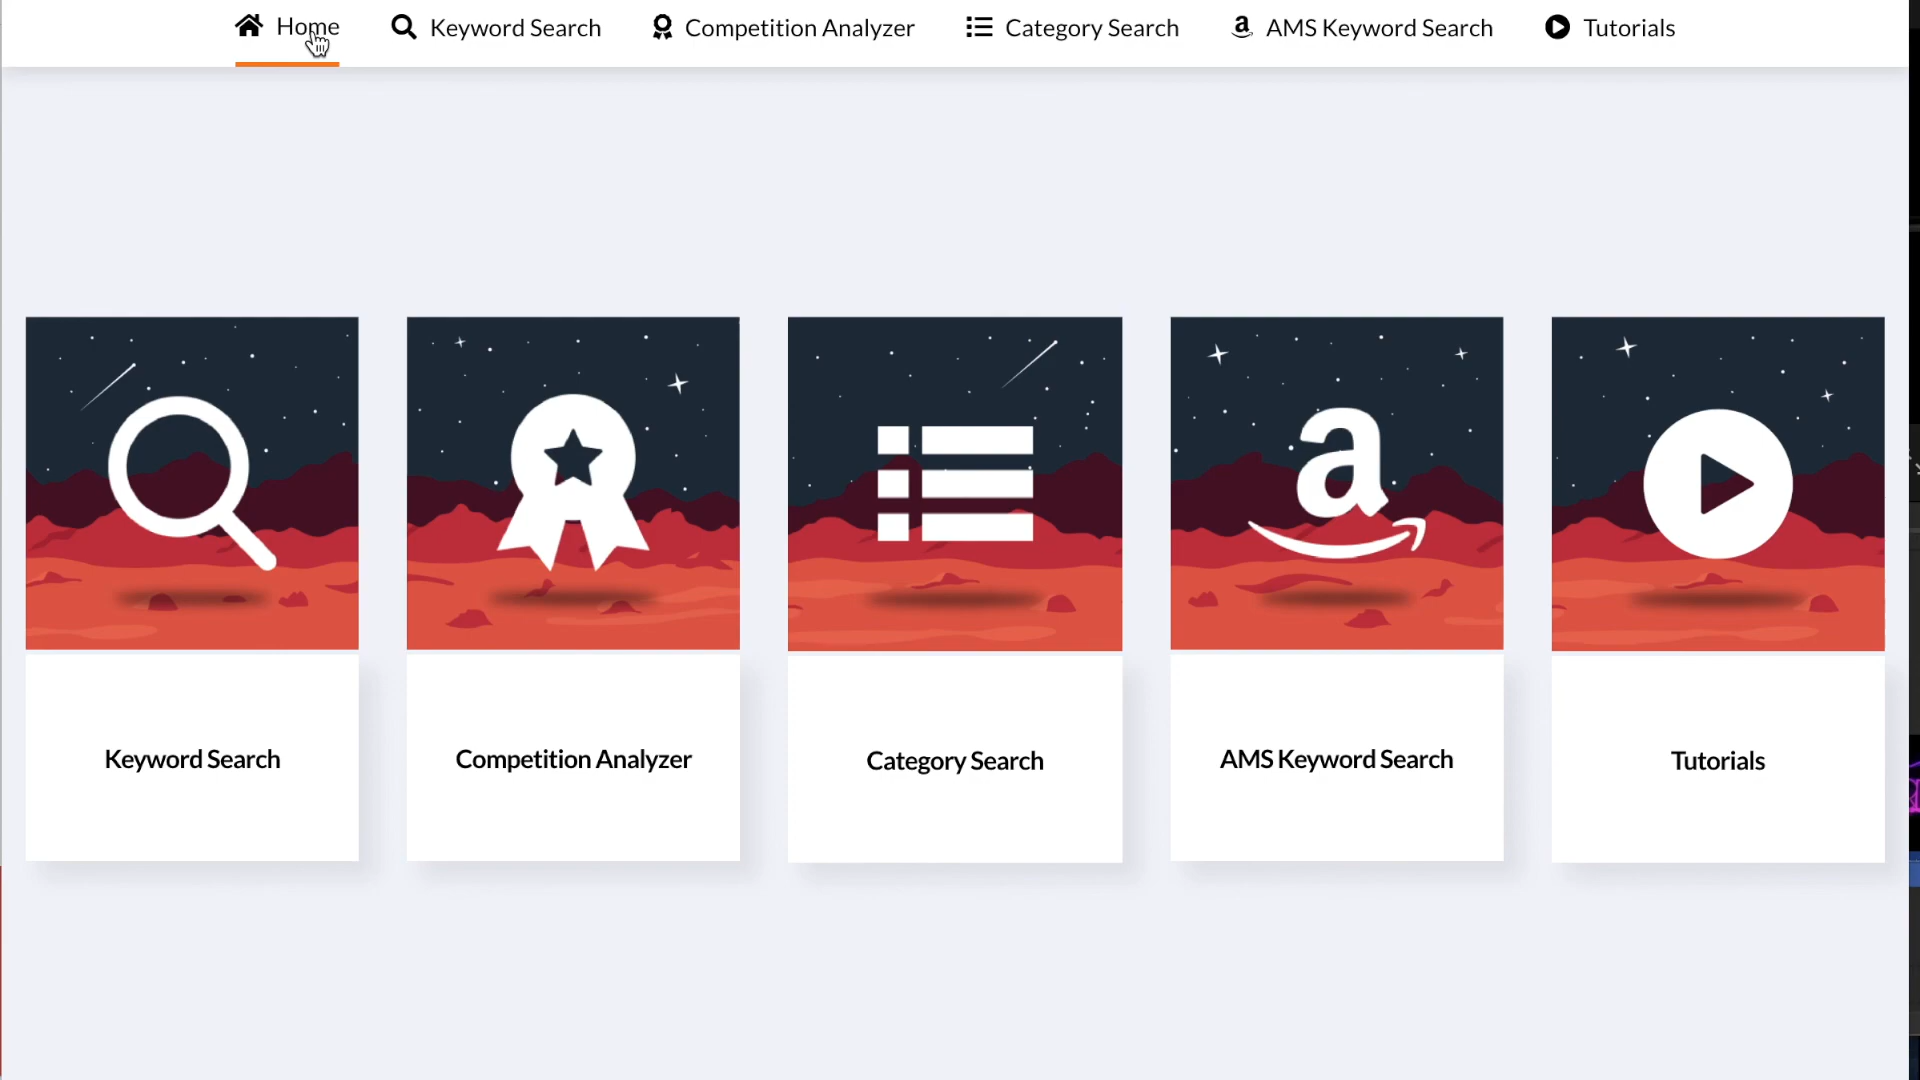 Home
Keyword Search
Competition Analyzer
Category Search
AMS Keyword Search
Tutorials
Keyword Search
Competition Analyzer
Category Search
AMS Keyword Search
Tutorials